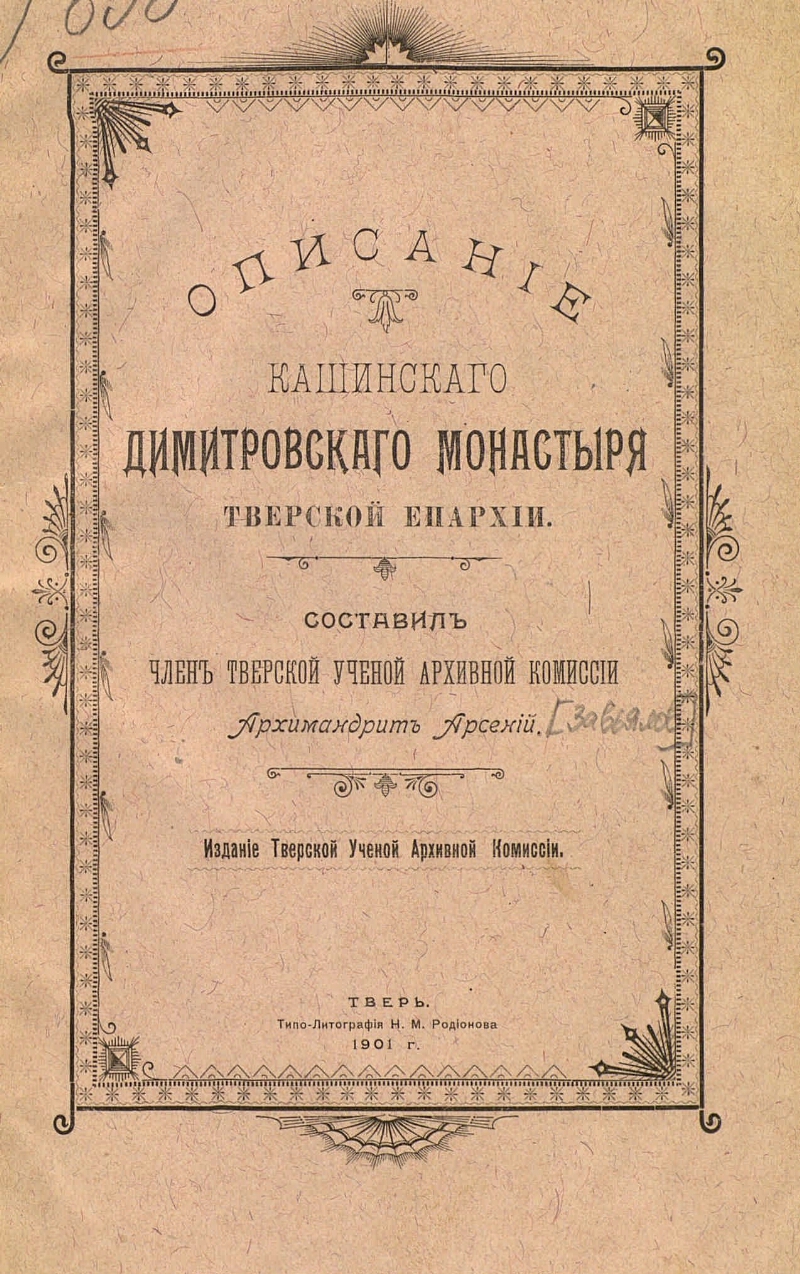 ОПИСАНІЕ
КАШИНСКАГО
ДИМИТРОВСКАГО МОНАСТЫРЯ
ТВЕРСКОЙ ЕПАРХІИ.
СОСТАВИЛЪ
ЧЛЕНЪ ТВЕРСКОЙ УЧЕНОЙ АРХИВНОЙ КОМИССІИ
Архимандритъ Арсеній.
Изданіе Тверской Ученой Архивной Комиссіи.
ТВЕРЬ.
Типо-Литографія Н. М. Родіонова
1901 г.